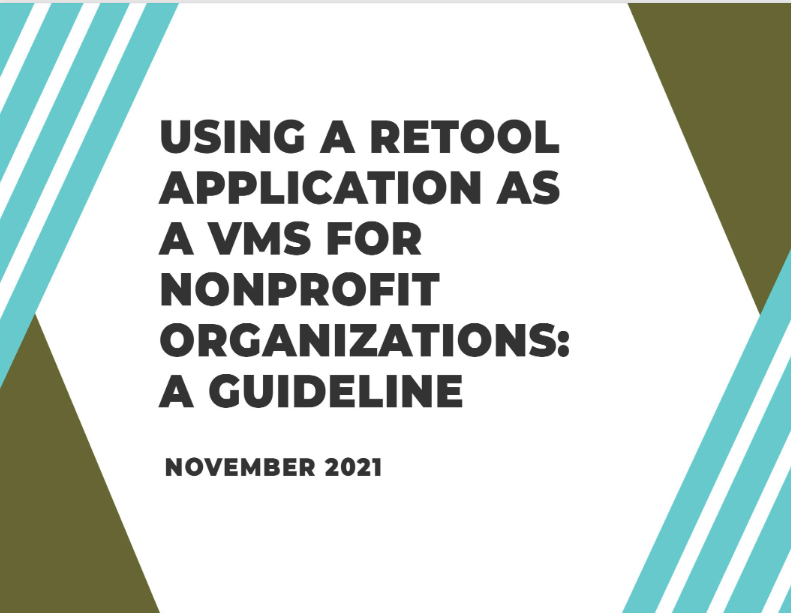 USING A RETOOL
APPLICATION AS
A VMS FOR
NONPROFIT
ORGANIZATIONS:
A GUIDELINE
NOVEMBER 2021